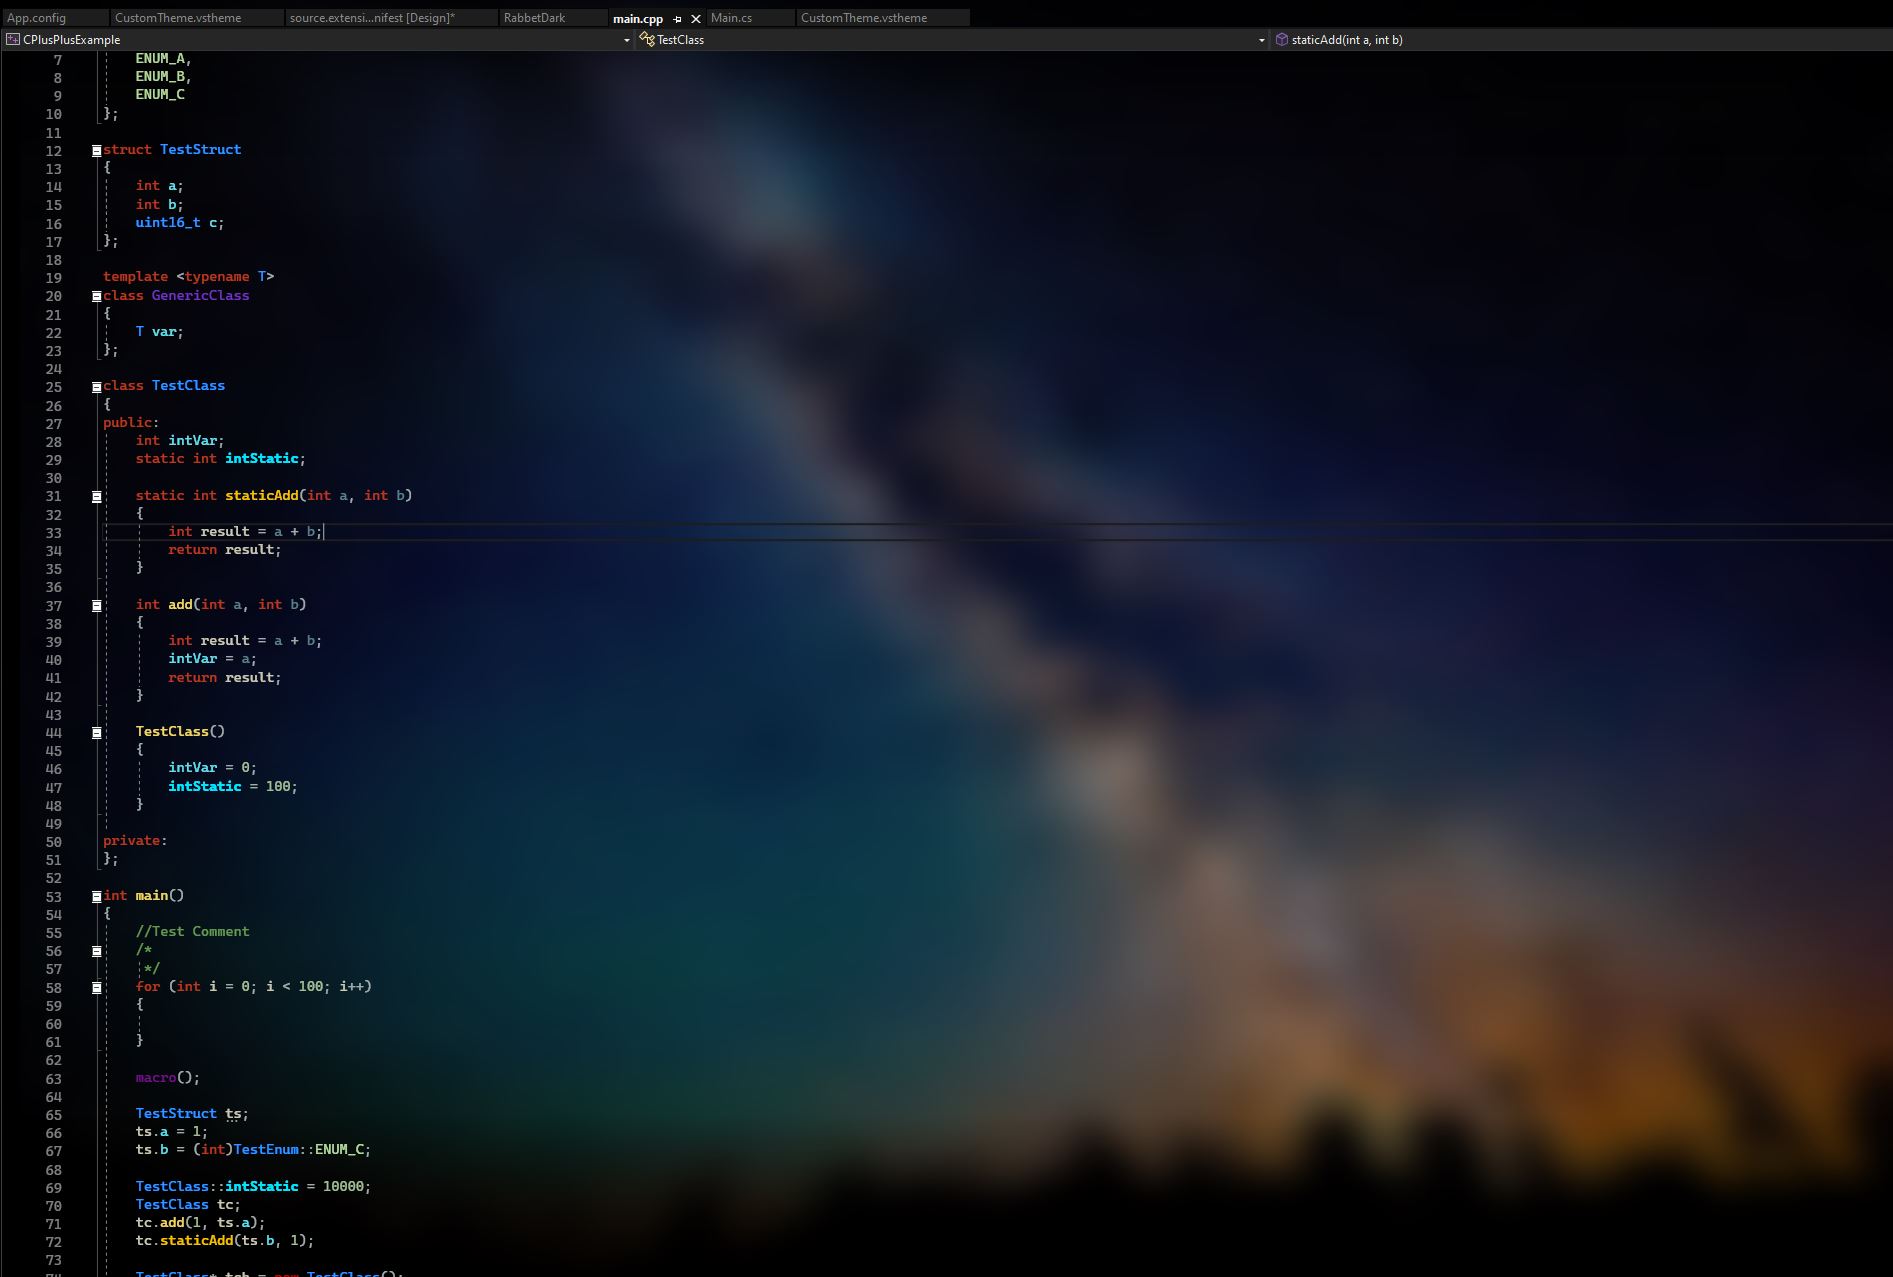 App.config CustomTheme.vstheme source.extensi...nifest [Design]* RabbetDark main.cpp Main.cs CustomTheme.vstheme
CPlusPlusExample TestClass staticAdd(int a, int b)
7 ENUM_A,
8 ENUM_B,
9 ENUM_C
10 };
11
12 struct TestStruct
13 {
14 int a;
15 int b;
16 uint16_t c;
17 };
18
19 template <typename T>
20 class GenericClass
21 {
22 T var;
23 };
24
25 class TestClass
26 {
27 public:
28 int intVar;
29 static int intStatic;
30
31 static int staticAdd(int a, int b)
32 {
33 int result = a + b;
34 return result;
35 }
36
37 int add(int a, int b)
38 {
39 int result = a + b;
40 intVar = a;
41 return result;
42 }
43
44 TestClass()
45 {
46 intVar = 0;
47 intStatic = 100;
48 }
49
50 private:
51 };
52
53 int main()
54 {
55 //Test Comment
56 /*
57 */
58 for (int i = 0; i < 100; i++)
59 {
60
61 }
62
63 macro();
64
65 TestStruct ts;
66 ts.a = 1;
67 ts.b = (int)TestEnum::ENUM_C;
68
69 TestClass::intStatic = 10000;
70 TestClass tc;
71 tc.add(1, ts.a);
72 tc.staticAdd(ts.b, 1);
73